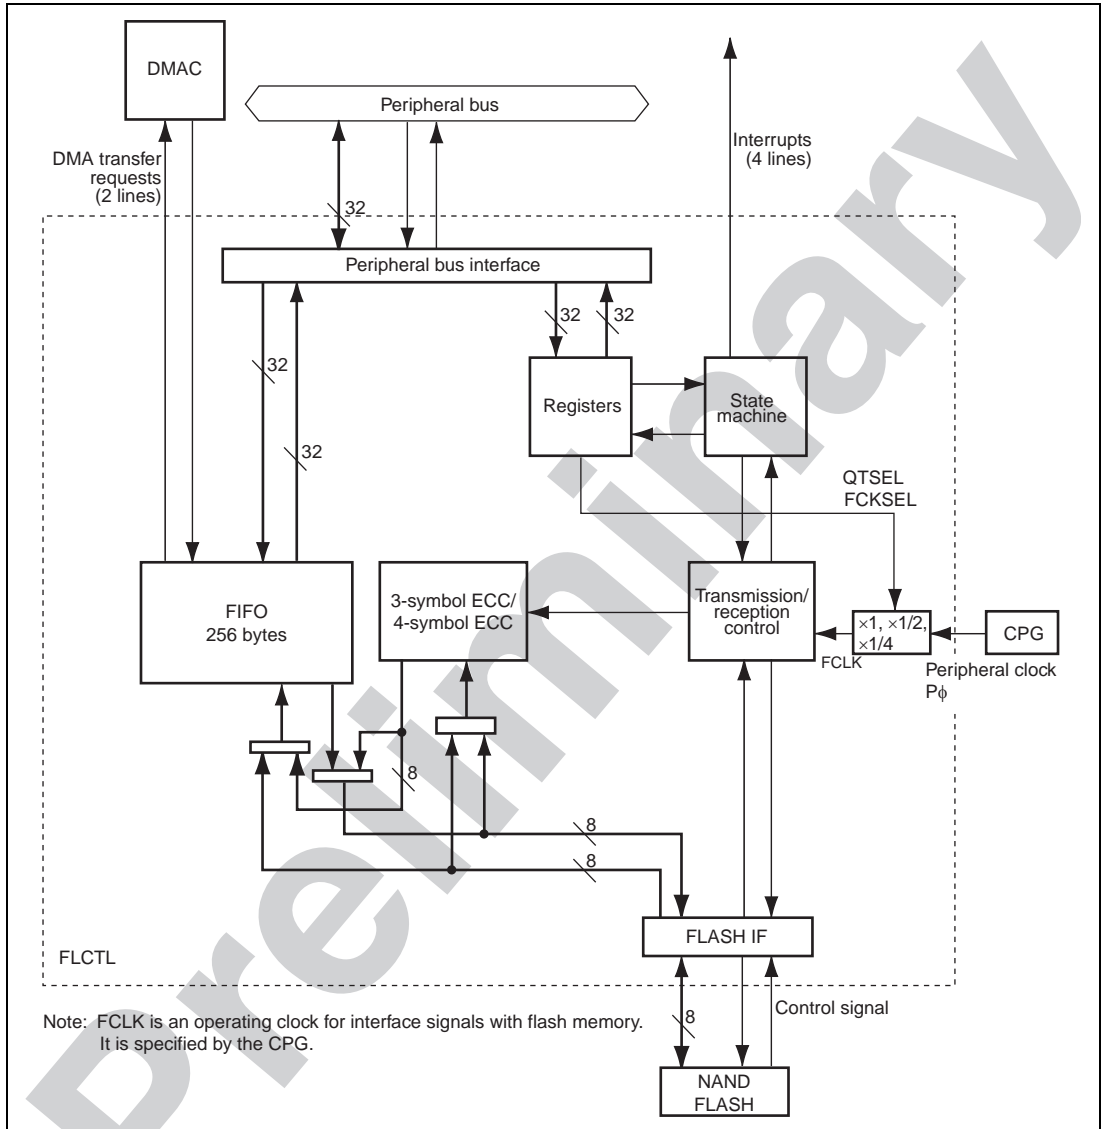 DMAC
Peripheral bus
DMA transfer
requests
(2 lines)
Interrupts
(4 lines)
32
Peripheral bus interface
32
32
32
32
Registers
State
machine
QTSEL
FCKSEL
FIFO
256 bytes
3-symbol ECC/
4-symbol ECC
Transmission/
reception
control
×1, ×1/2,
×1/4
CPG
FCLK
Peripheral clock
Pϕ
8
8
8
FLASH IF
FLCTL
Control signal
8
Note: FCLK is an operating clock for interface signals with flash memory.
It is specified by the CPG.
NAND
FLASH
Preliminary